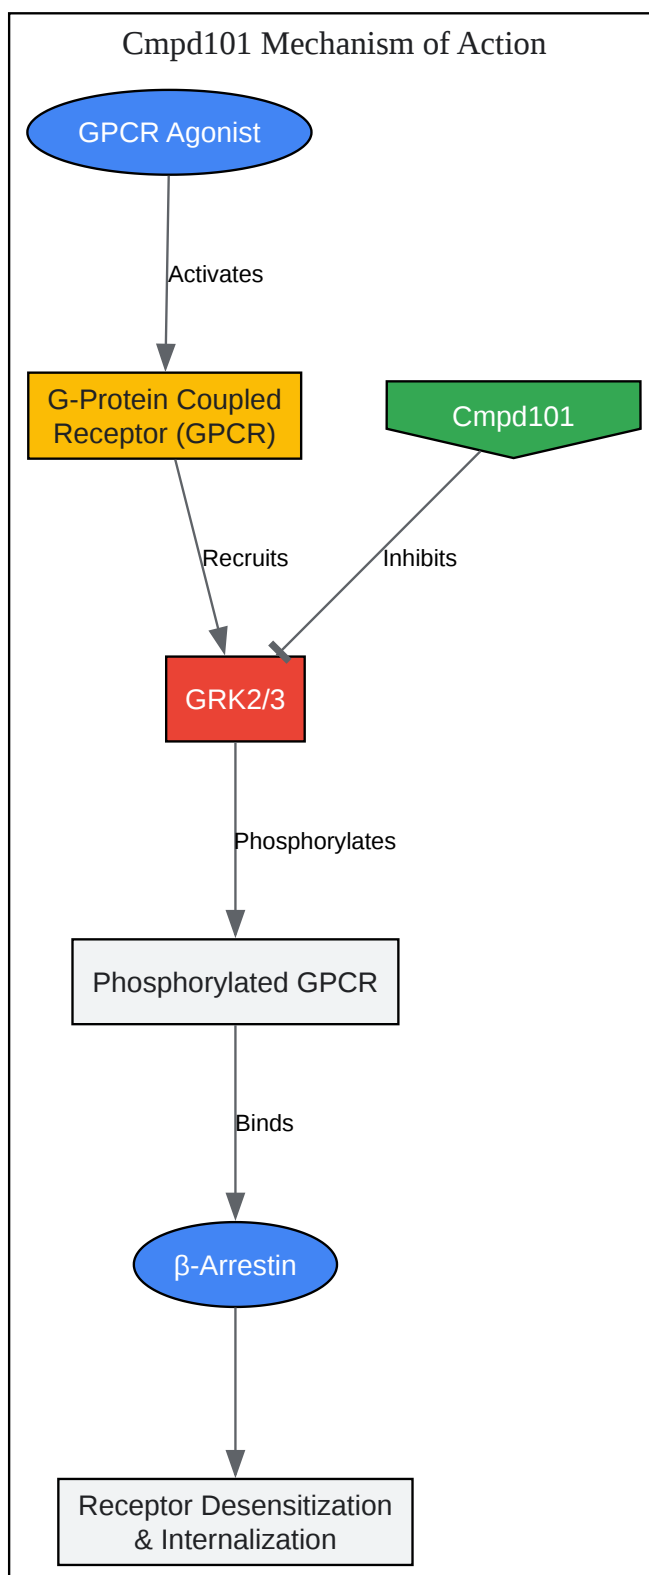 Cmpd101 Mechanism of Action
GPCR Agonist
Activates
G-Protein Coupled
Receptor (GPCR)
Cmpd101
Recruits
Inhibits
GRK2/3
Phosphorylates
Phosphorylated GPCR
Binds
β-Arrestin
Receptor Desensitization
& Internalization